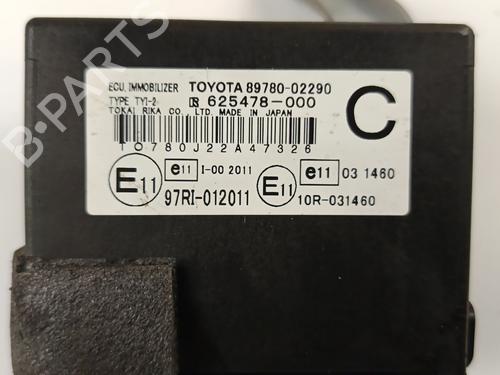 ECU, IMMOBILIZER TOYOTA 89780-02290
TYPE TYI-2 625478-000
TOKAI RIKA CO., LTD. MADE IN JAPAN
C
10780J22A47326
E11 e11 I-00 2011
97RI-012011
E11 e11 03 1460
10R-031460
B-PARTS